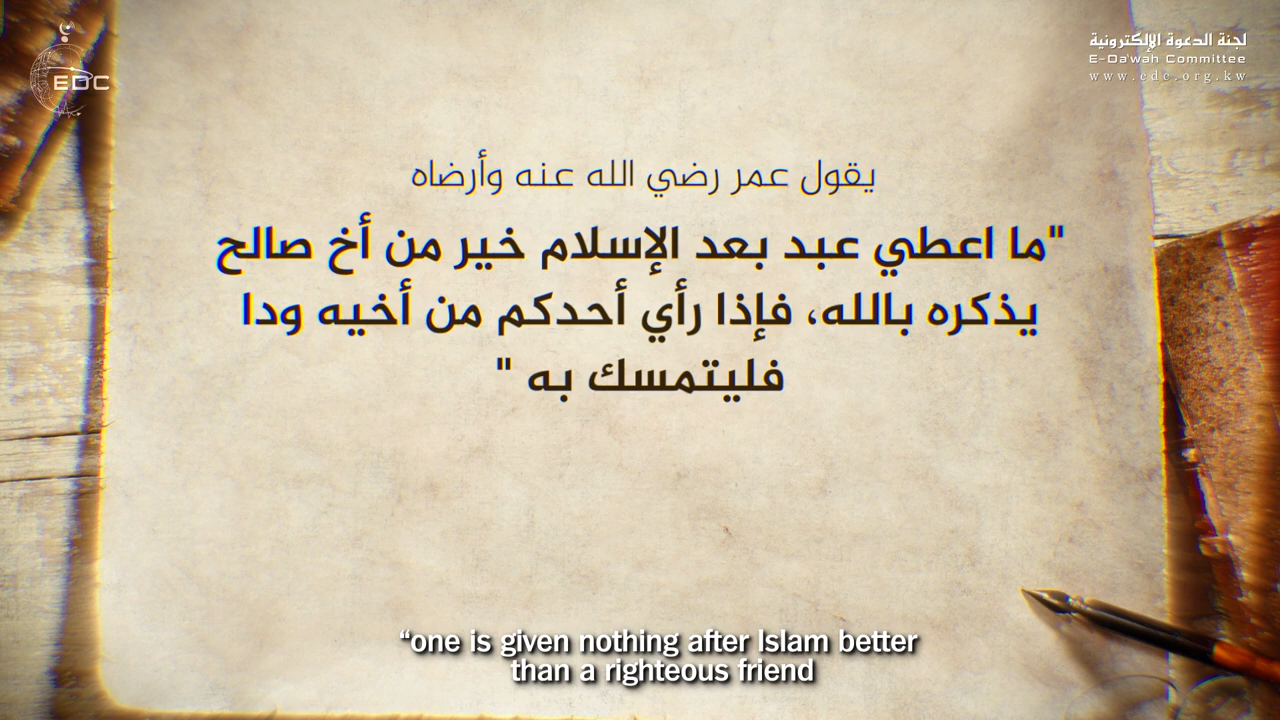 EDC
لجنة الدعوة الإلكترونية
E-Da'wah Committee
www.edc.org.kw
يقول عمر رضي الله عنه وأرضاه
"ما اعطي عبد بعد الإسلام خير من أخ صالح
يذكره بالله، فإذا رأي أحدكم من أخيه ودا
فليتمسك به "
“one is given nothing after Islam better
than a righteous friend